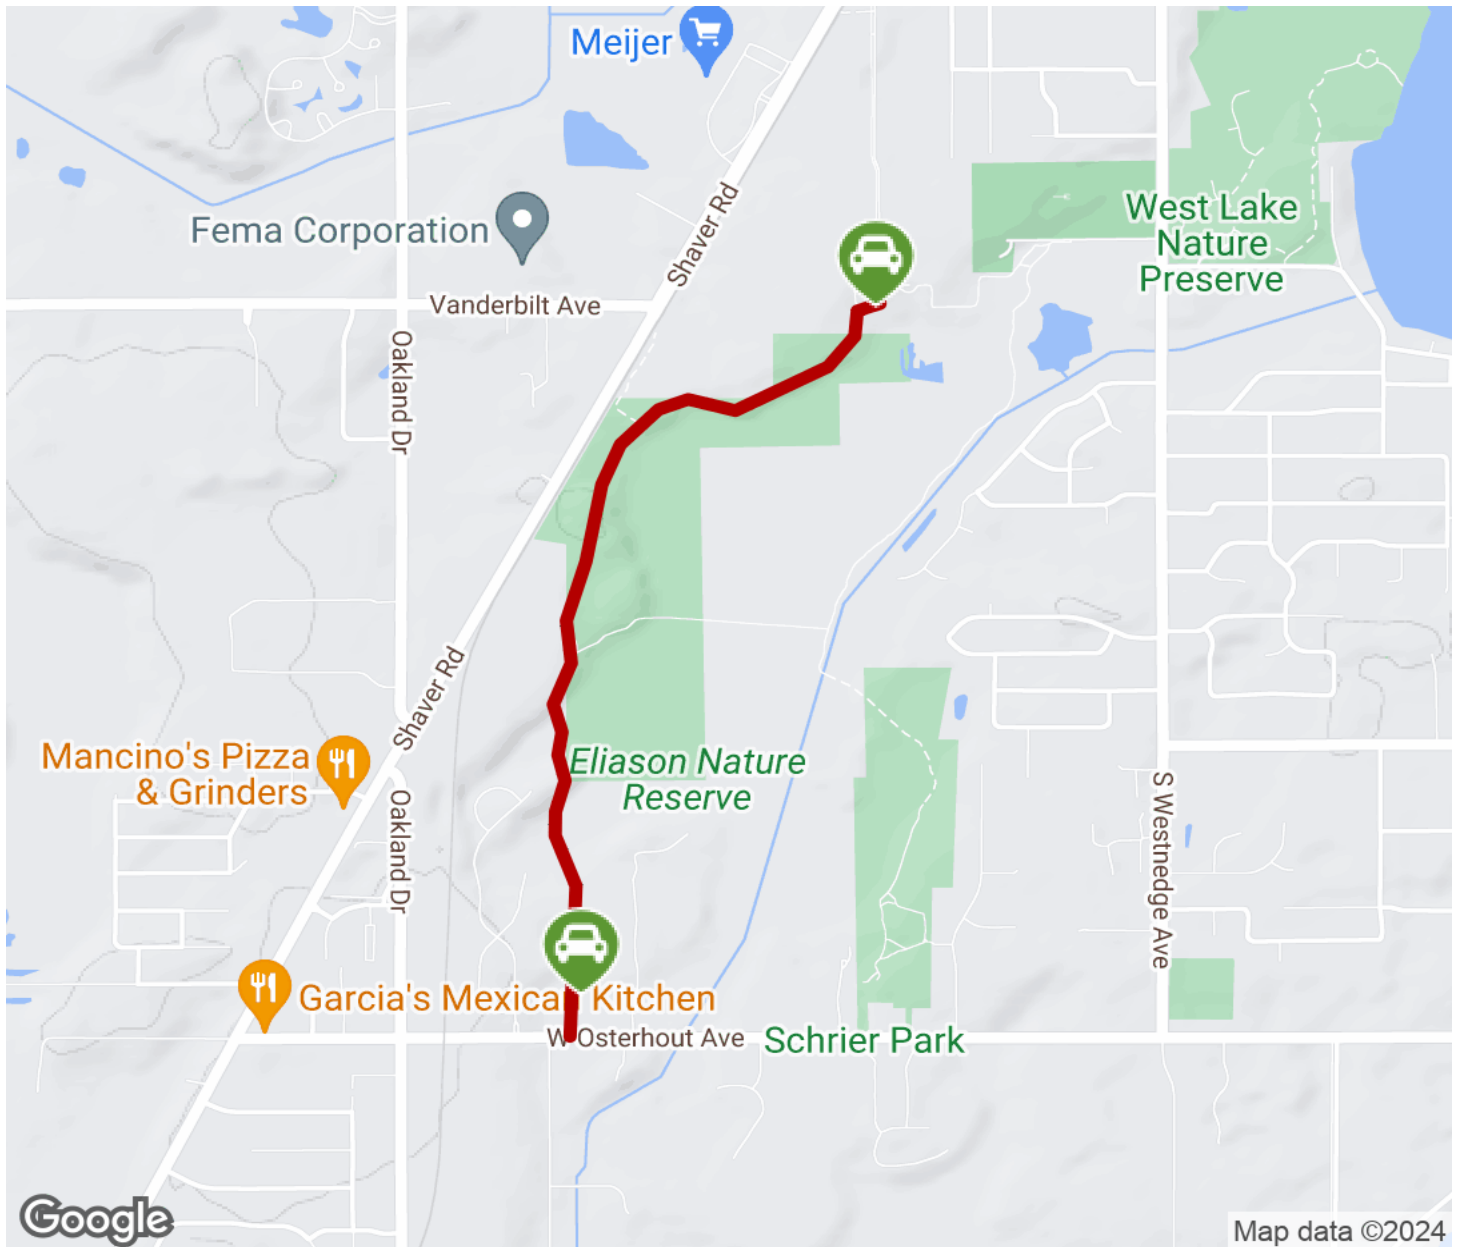 Meijer
Shaver Rd
West Lake
Nature
Preserve
Fema Corporation
Vanderbilt Ave
Oakland Dr
Shaver Rd
Mancino's Pizza
& Grinders
Eliason Nature
Reserve
S Westnedge Ave
Oakland Dr
Garcia's Mexican Kitchen
W Osterhout Ave
Schrier Park
Google
Map data ©2024